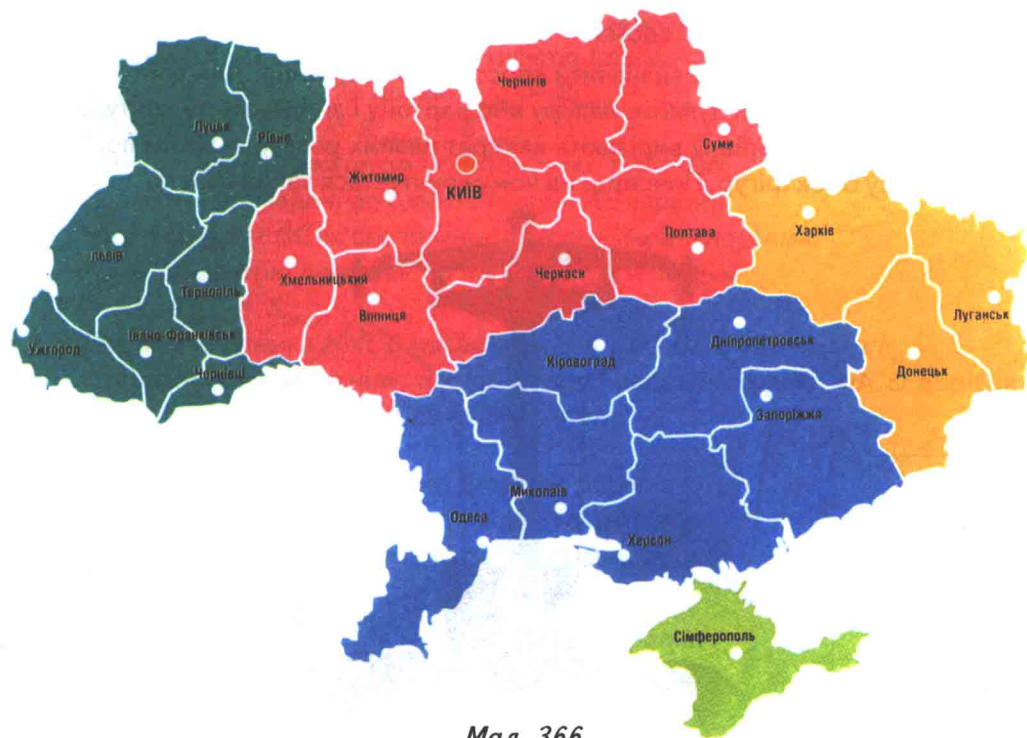 Чернігів
Луцьк
Рівне
Суми
Житомир
КИЇВ
Львів
Полтава
Харків
Хмельницький
Черкаси
Тернопіль
Вінниця
Луганськ
Івано-Франківськ
Ужгород
Кіровоград
Дніпропетровськ
Донецьк
Чернівці
Запоріжжя
Миколаїв
Одеса
Херсон
Сімферополь
Мал. 366